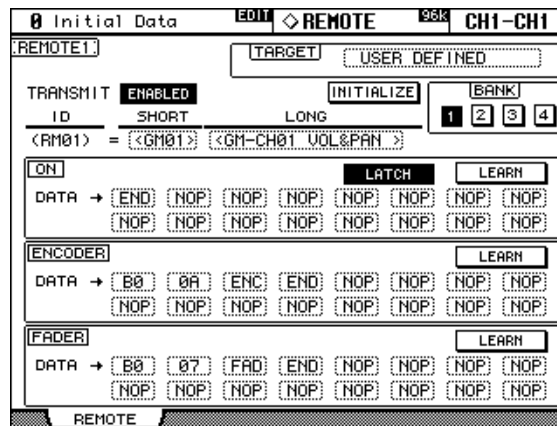 0 Initial Data EDIT ◇REMOTE 96k CH1-CH1
REMOTE1 TARGET USER DEFINED
TRANSMIT ENABLED INITIALIZE BANK
ID SHORT LONG 1 2 3 4
(RM01) = <GM01> <GM-CH01 VOL&PAN >
ON LATCH LEARN
DATA → END NOP NOP NOP NOP NOP NOP NOP
NOP NOP NOP NOP NOP NOP NOP NOP
ENCODER LEARN
DATA → B0 0A ENC END NOP NOP NOP NOP
NOP NOP NOP NOP NOP NOP NOP NOP
FADER LEARN
DATA → B0 07 FAD END NOP NOP NOP NOP
NOP NOP NOP NOP NOP NOP NOP NOP
REMOTE